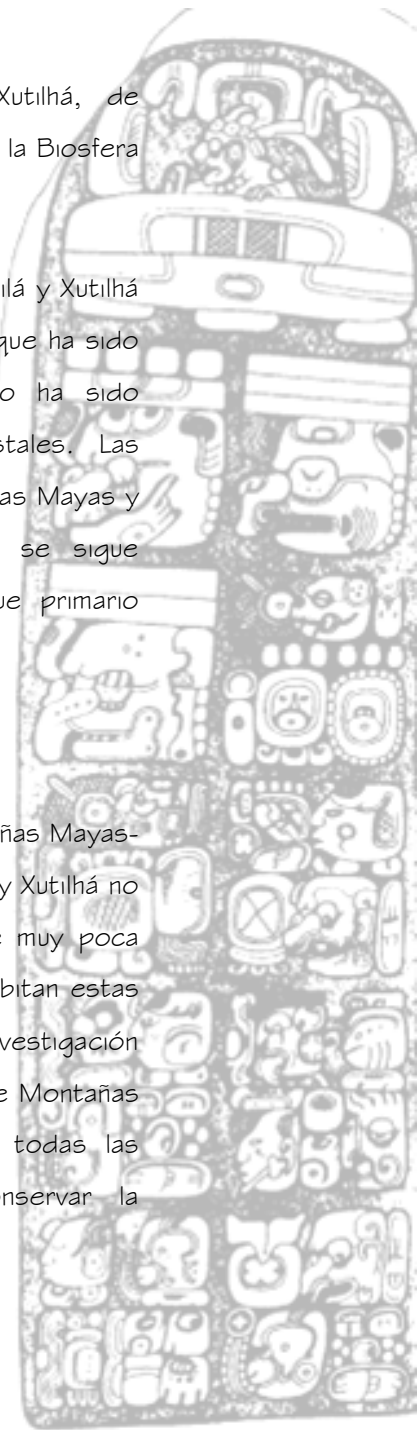 Xutilhá, de
la Biosfera
ilá y Xutilhá
que ha sido
o ha sido
stales. Las
as Mayas y
se sigue
ue primario
ñas Mayas-
y Xutilhá no
e muy poca
bitan estas
vestigación
e Montañas
todas las
nservar la